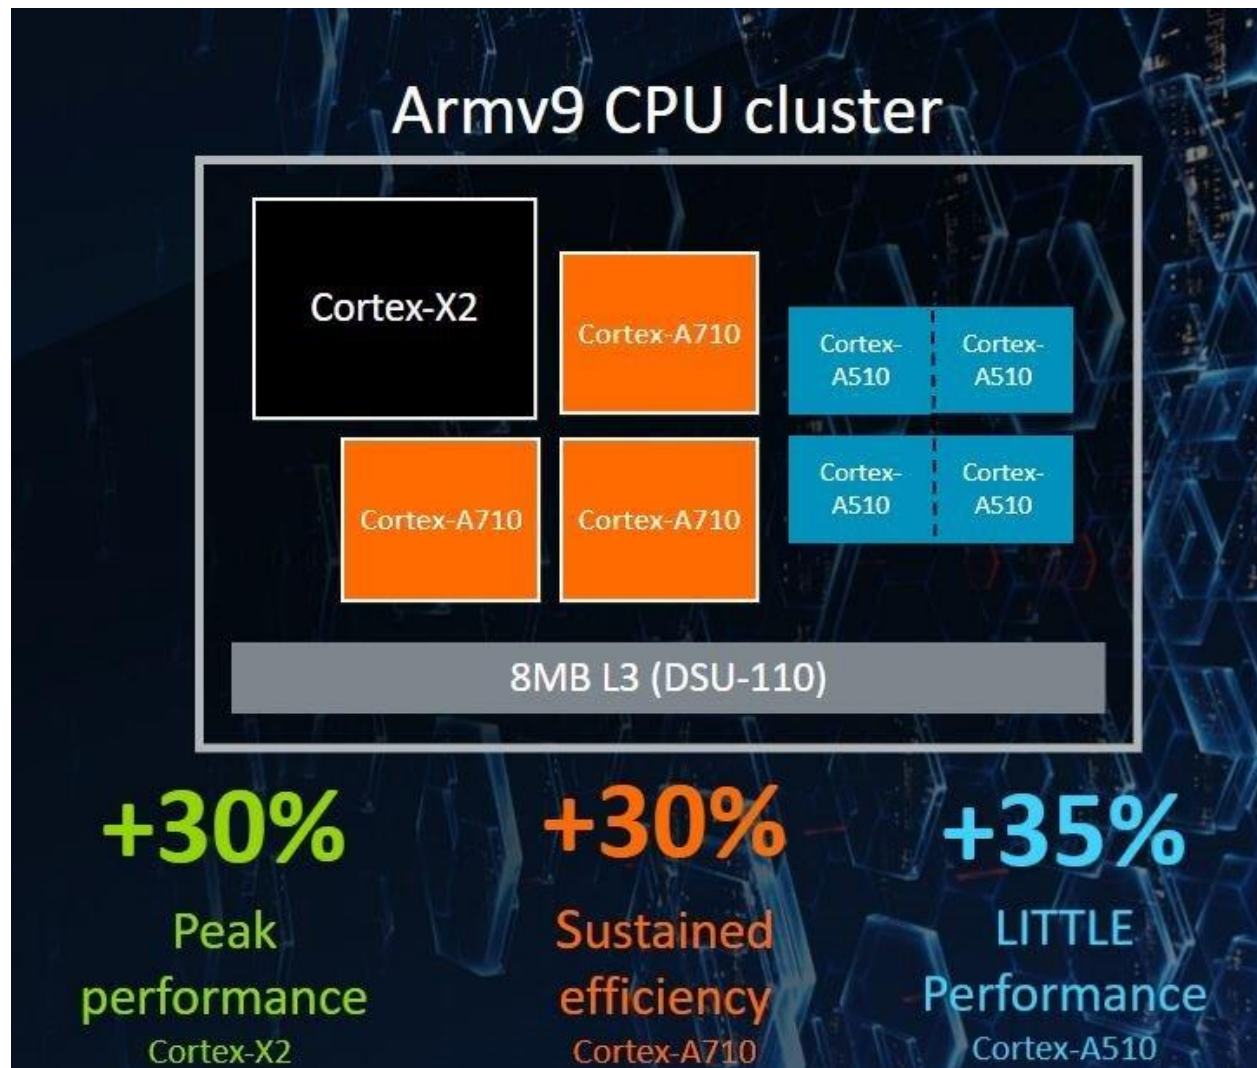 Armv9 CPU cluster
Cortex-X2
Cortex-A710
Cortex-
A510
Cortex-
A510
Cortex-A710
Cortex-A710
Cortex-
A510
Cortex-
A510
8MB L3 (DSU-110)
+30%
Peak
performance
Cortex-X2
+30%
Sustained
efficiency
Cortex-A710
+35%
LITTLE
Performance
Cortex-A510